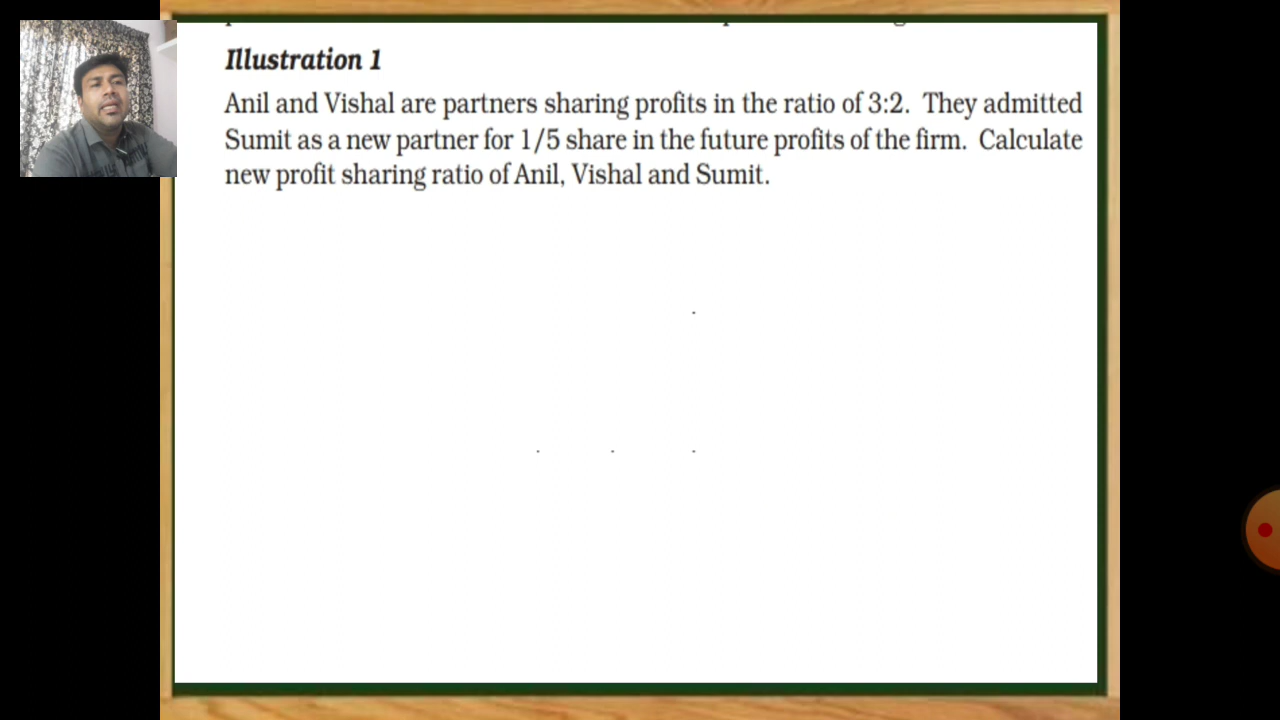 Illustration 1
Anil and Vishal are partners sharing profits in the ratio of 3:2. They admitted
Sumit as a new partner for 1/5 share in the future profits of the firm. Calculate
new profit sharing ratio of Anil, Vishal and Sumit.